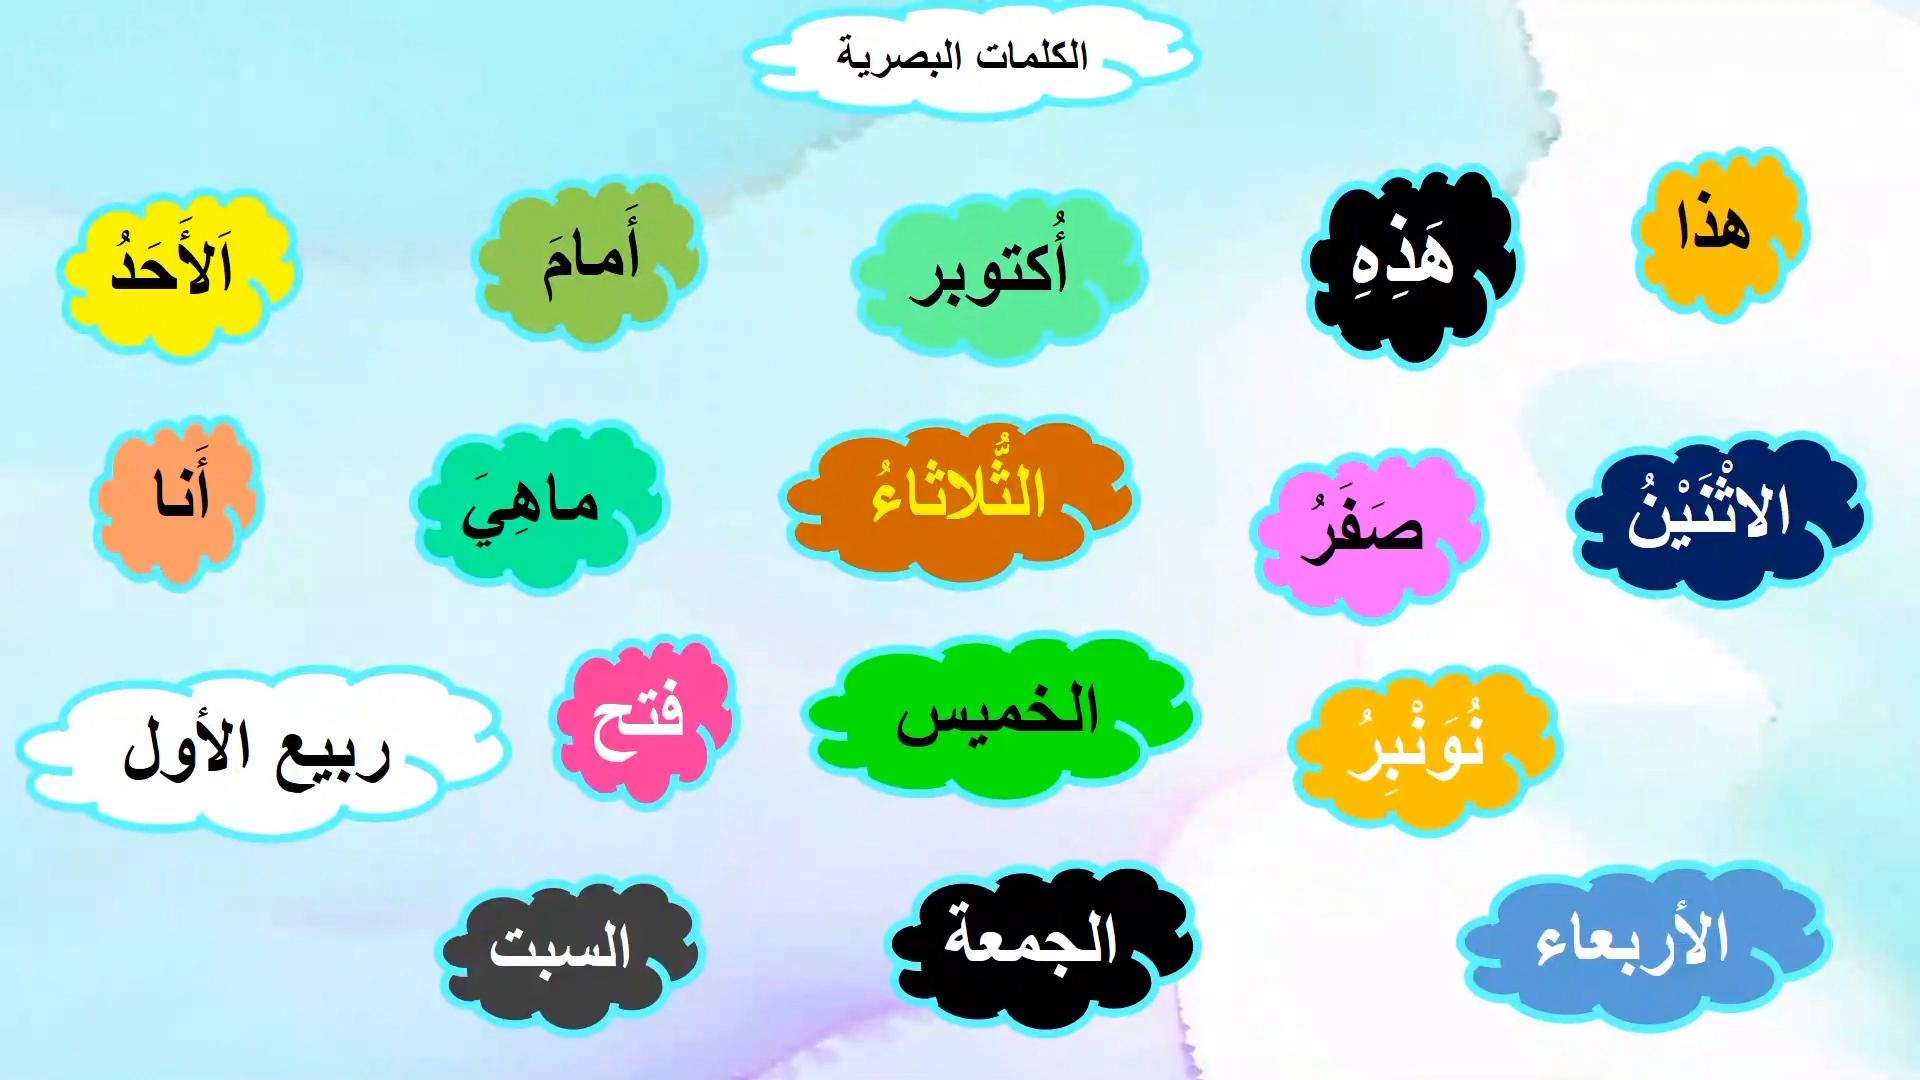 الكلمات البصرية
هذا
هَذِهِ
أُكتوبر
أَمامَ
اَلأَحَدُ
الاثْنَيْنُ
صَفَرُ
الثُّلاثاءُ
ماهِيَ
أَنا
نُوَنْبِرُ
الخميس
فتح
ربيع الأول
الأربعاء
الجمعة
السبت